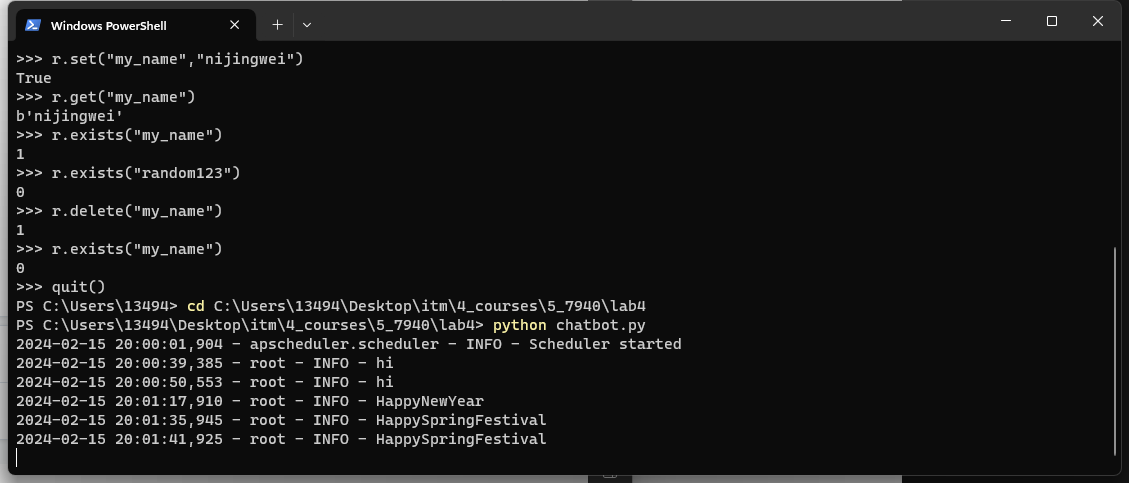 Windows PowerShell
>>> r.set("my_name","nijingwei")
True
>>> r.get("my_name")
b'nijingwei'
>>> r.exists("my_name")
1
>>> r.exists("random123")
0
>>> r.delete("my_name")
1
>>> r.exists("my_name")
0
>>> quit()
PS C:\Users\13494> cd C:\Users\13494\Desktop\itm\4_courses\5_7940\lab4
PS C:\Users\13494\Desktop\itm\4_courses\5_7940\lab4> python chatbot.py
2024-02-15 20:00:01,904 - apscheduler.scheduler - INFO - Scheduler started
2024-02-15 20:00:39,385 - root - INFO - hi
2024-02-15 20:00:50,553 - root - INFO - hi
2024-02-15 20:01:17,910 - root - INFO - HappyNewYear
2024-02-15 20:01:35,945 - root - INFO - HappySpringFestival
2024-02-15 20:01:41,925 - root - INFO - HappySpringFestival